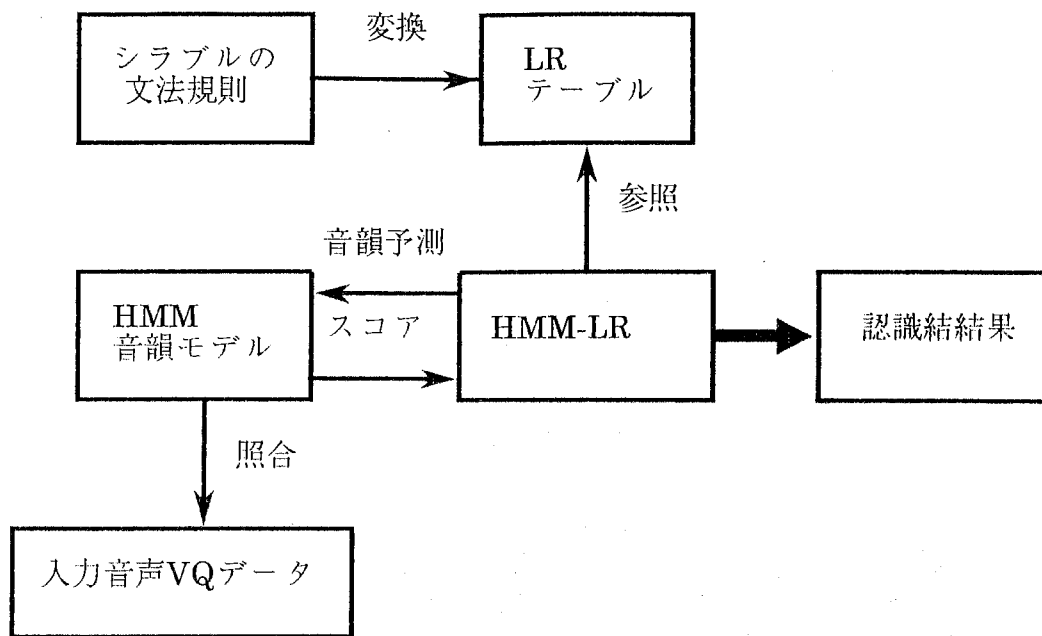 変換
シラブルの
文法規則
LR
テーブル
参照
音韻予測
HMM
音韻モデル
スコア
HMM-LR
認識結結果
照合
入力音声VQデータ